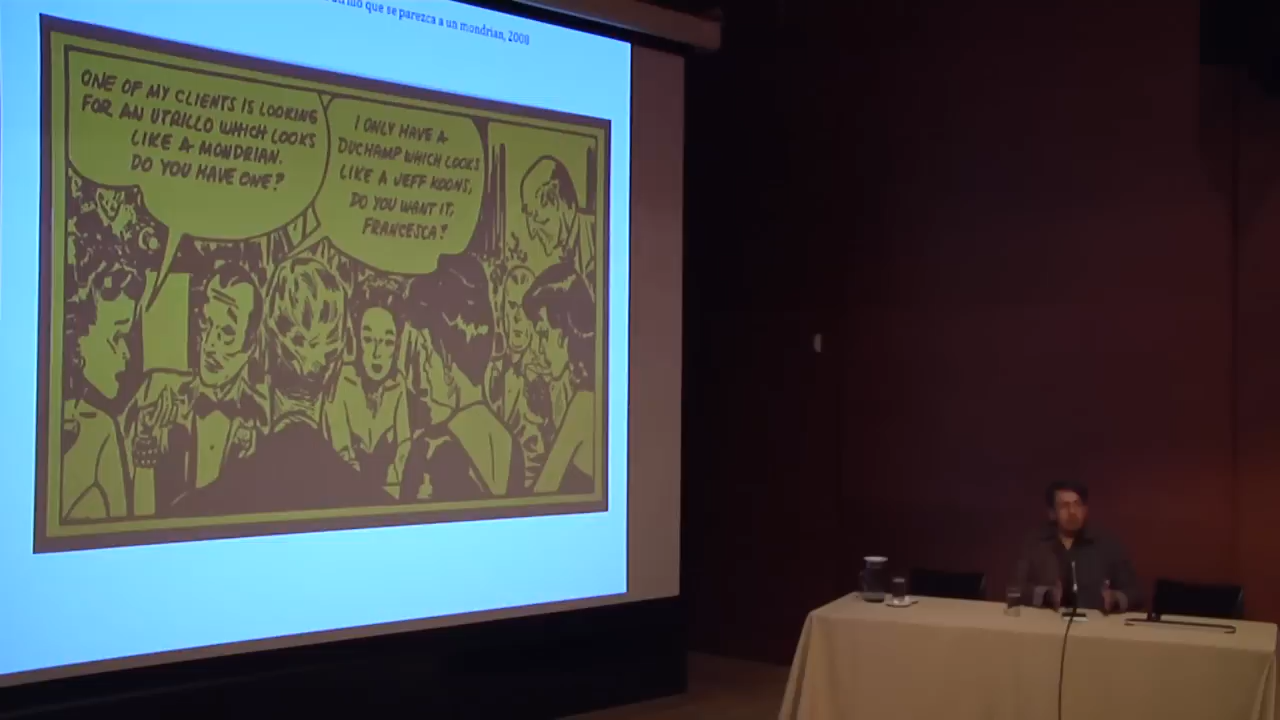 que se parezca a un mondrian, 2008
ONE OF MY CLIENTS IS LOOKING
FOR AN UTRILLO WHICH LOOKS
LIKE A MONDRIAN.
DO YOU HAVE ONE?
I ONLY HAVE A
DUCHAMP WHICH LOOKS
LIKE A JEFF KOONS,
DO YOU WANT IT,
FRANCESCA?